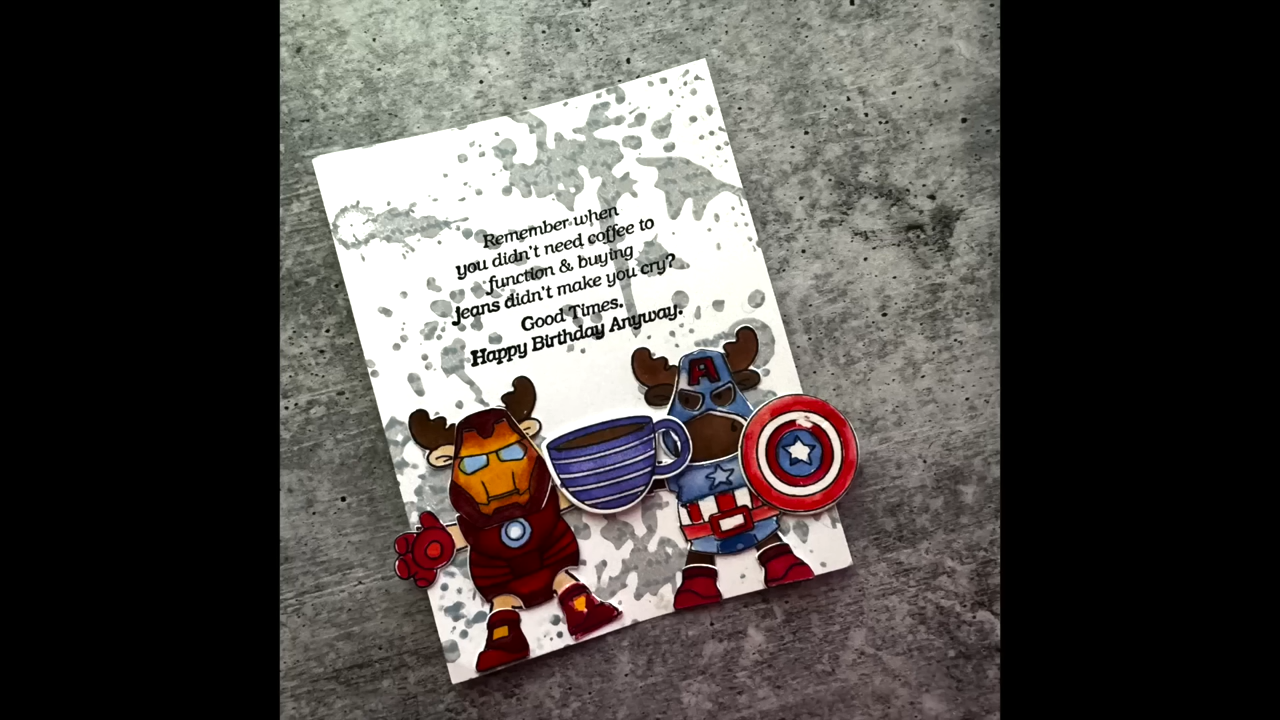 Remember when
you didn't need coffee to
function & buying
jeans didn't make you cry?
Good Times.
Happy Birthday Anyway.
A